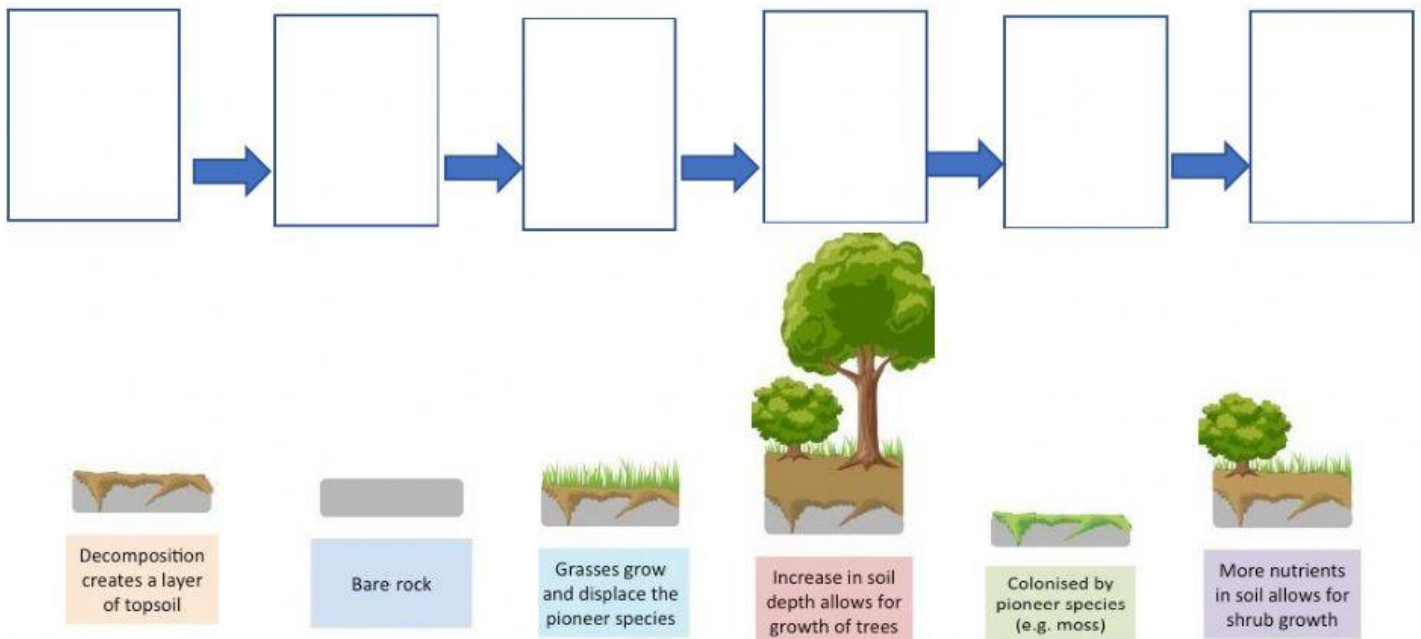 Decomposition
creates a layer
of topsoil
Bare rock
Grasses grow
and displace the
pioneer species
Increase in soil
depth allows for
growth of trees
Colonised by
pioneer species
(e.g. moss)
More nutrients
in soil allows for
shrub growth